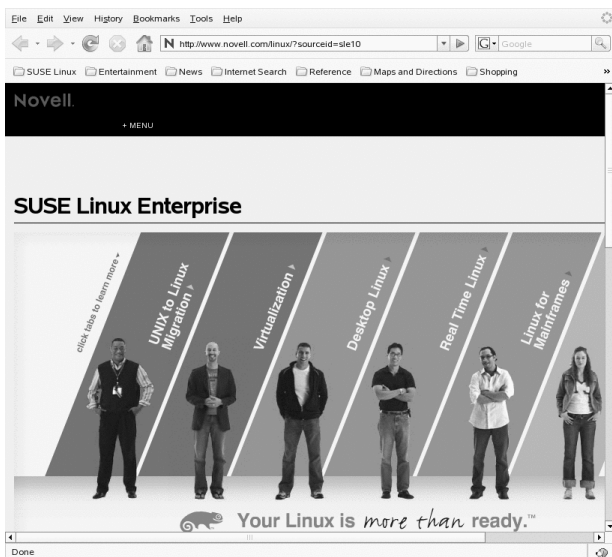 File Edit View History Bookmarks Tools Help
N http://www.novell.com/linux/?sourceid=sle10 G Google
SUSE Linux Entertainment News Internet Search Reference Maps and Directions Shopping »
Novell.
+ MENU
SUSE Linux Enterprise
click tabs to learn more
UNIX to Linux
Migration
Virtualization
Desktop Linux
Real Time Linux
Linux for
Mainframes
Your Linux is more than ready.™
Done